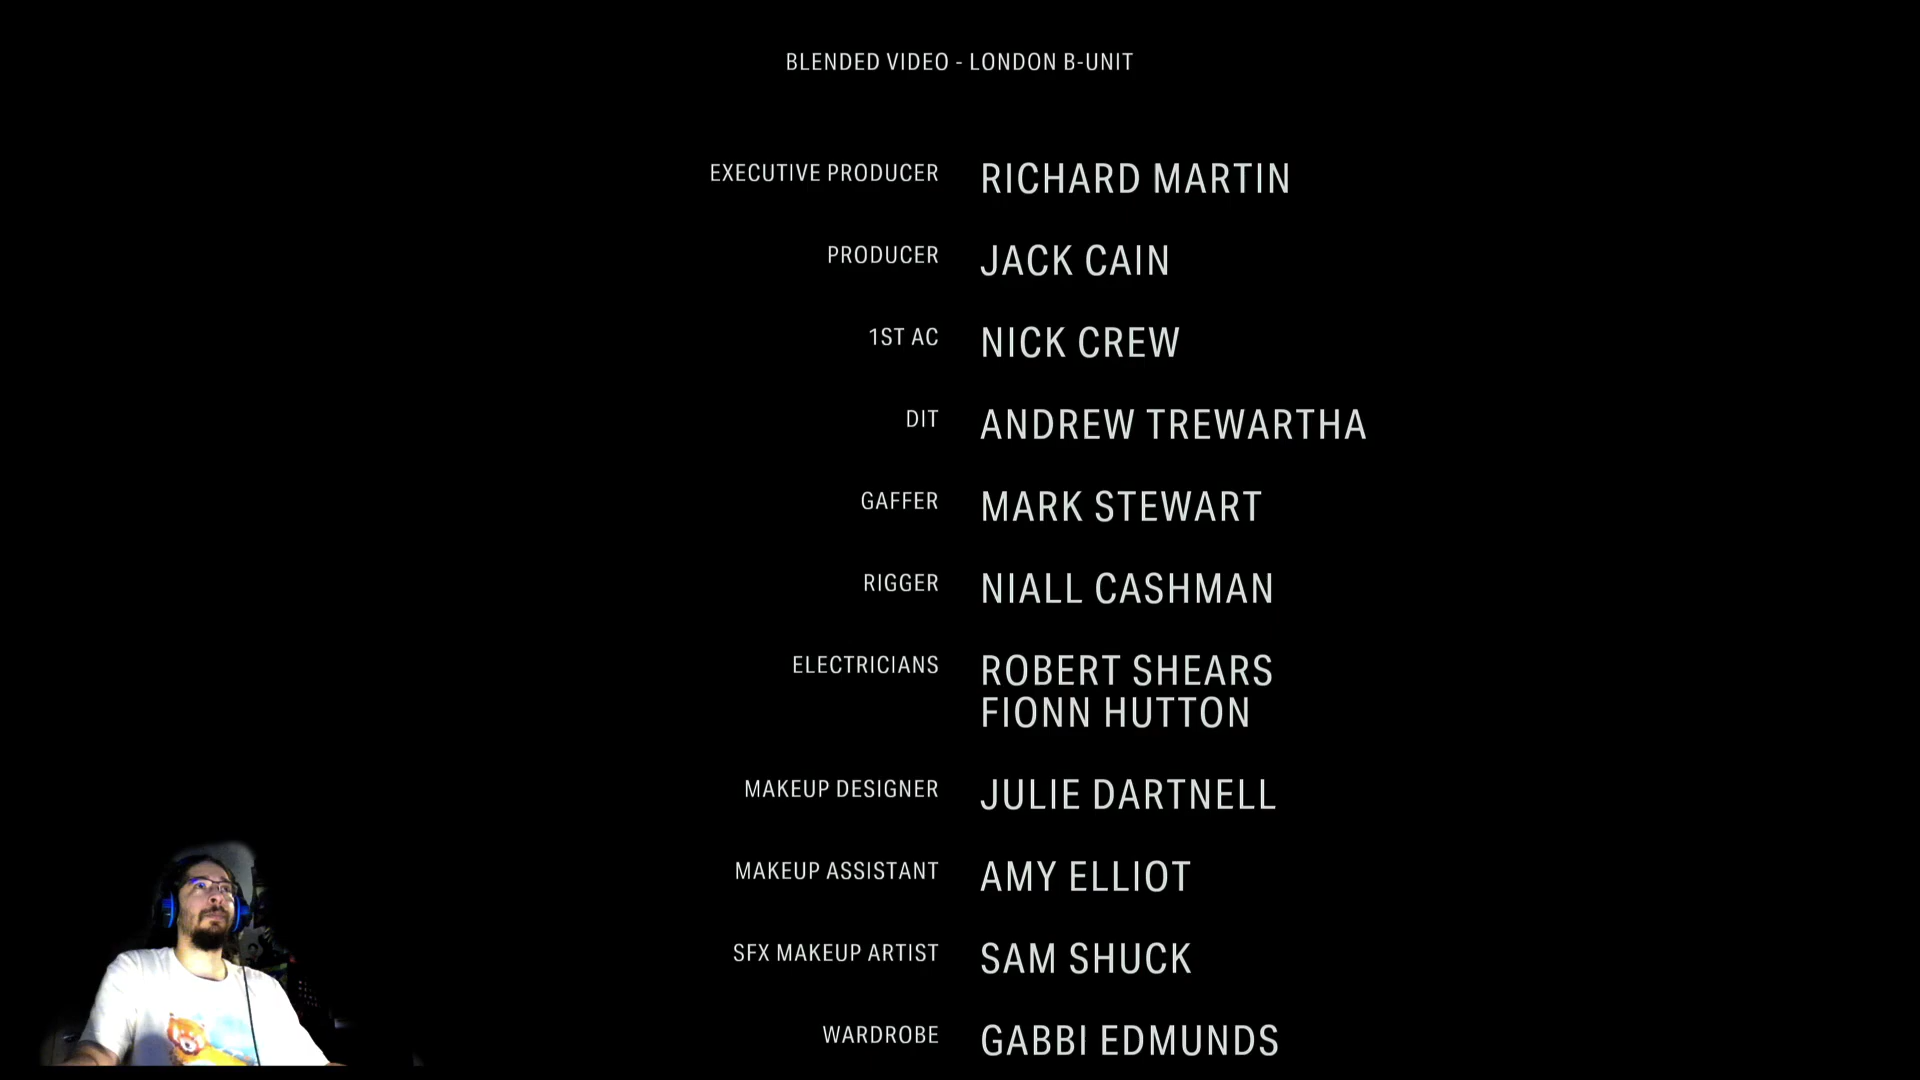 BLENDED VIDEO - LONDON B-UNIT
EXECUTIVE PRODUCER RICHARD MARTIN
PRODUCER JACK CAIN
1ST AC NICK CREW
DIT ANDREW TREWARTHA
GAFFER MARK STEWART
RIGGER NIALL CASHMAN
ELECTRICIANS ROBERT SHEARS
FIONN HUTTON
MAKEUP DESIGNER JULIE DARTNELL
MAKEUP ASSISTANT AMY ELLIOT
SFX MAKEUP ARTIST SAM SHUCK
WARDROBE GABBI EDMUNDS